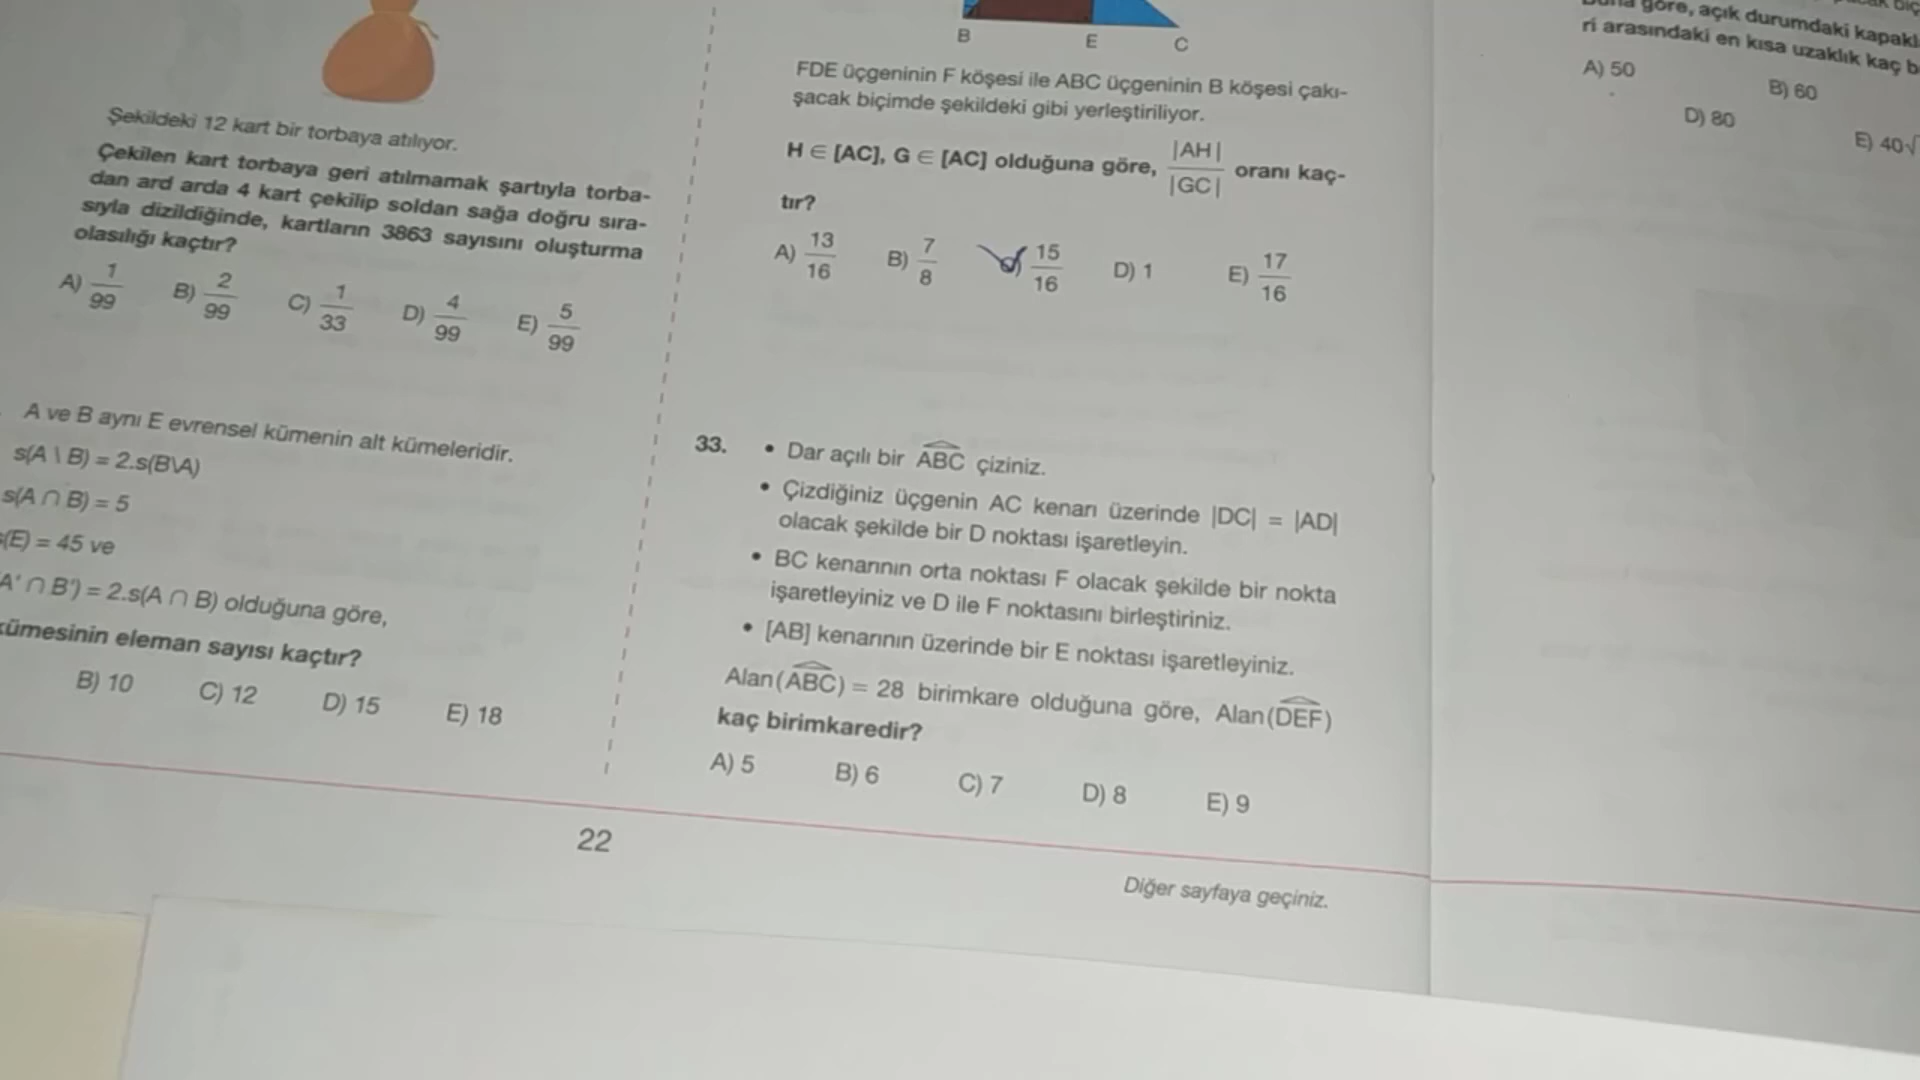 Şekildeki 12 kart bir torbaya atılıyor.
Çekilen kart torbaya geri atılmamak şartıyla torba-
dan ard arda 4 kart çekilip soldan sağa doğru sıra-
sıyla dizildiğinde, kartların 3863 sayısını oluşturma
olasılığı kaçtır?
A) 1/99 B) 2/99 C) 1/33 D) 4/99 E) 5/99
A ve B aynı E evrensel kümenin alt kümeleridir.
s(A \ B) = 2.s(B\A)
s(A ∩ B) = 5
s(E) = 45 ve
A' ∩ B') = 2.s(A ∩ B) olduğuna göre,
kümesinin eleman sayısı kaçtır?
B) 10 C) 12 D) 15 E) 18
B E C
FDE üçgeninin F köşesi ile ABC üçgeninin B köşesi çakı-
şacak biçimde şekildeki gibi yerleştiriliyor.
H ∈ [AC], G ∈ [AC] olduğuna göre, |AH|/|GC| oranı kaç-
tır?
A) 13/16 B) 7/8 C) 15/16 D) 1 E) 17/16
33. • Dar açılı bir ABC çiziniz.
• Çizdiğiniz üçgenin AC kenarı üzerinde |DC| = |AD|
olacak şekilde bir D noktası işaretleyin.
• BC kenarının orta noktası F olacak şekilde bir nokta
işaretleyiniz ve D ile F noktasını birleştiriniz.
• [AB] kenarının üzerinde bir E noktası işaretleyiniz.
Alan(ABC) = 28 birimkare olduğuna göre, Alan(DEF)
kaç birimkaredir?
A) 5 B) 6 C) 7 D) 8 E) 9
22
Diğer sayfaya geçiniz.
göre, açık durumdaki
ri arasındaki en kısa uzaklık kaç
A) 50 B) 60
D) 80 E) 40√